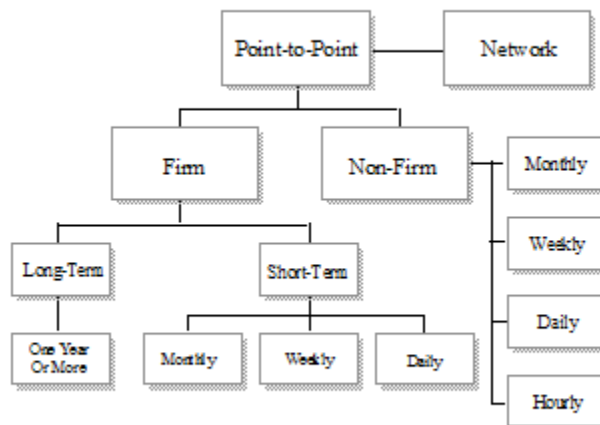 Point-to-Point
Network
Firm
Non-Firm
Monthly
Weekly
Daily
Hourly
Long-Term
Short-Term
One Year
Or More
Monthly
Weekly
Daily